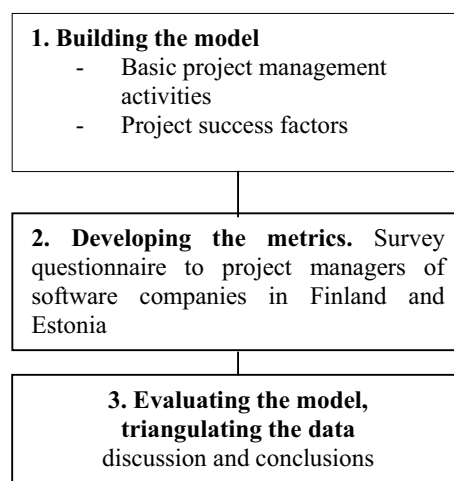 1. Building the model
- Basic project management
activities
- Project success factors
2. Developing the metrics. Survey
questionnaire to project managers of
software companies in Finland and
Estonia
3. Evaluating the model,
triangulating the data
discussion and conclusions